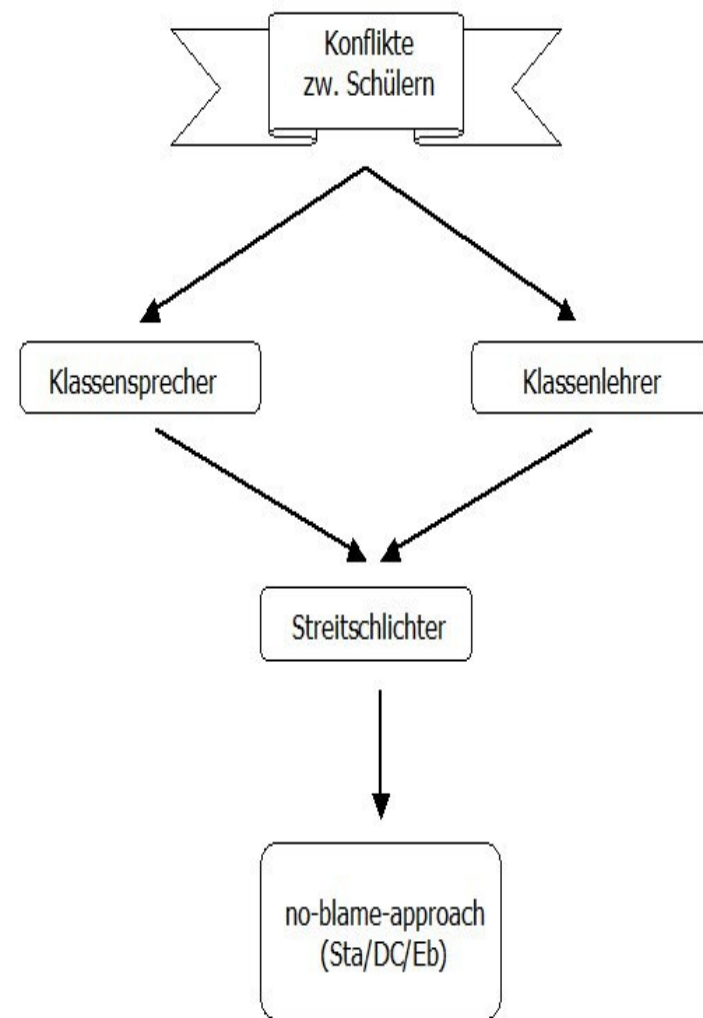 Konflikte
zw. Schülern
Klassensprecher
Klassenlehrer
Streitschlichter
no-blame-approach
(Sta/DC/Eb)